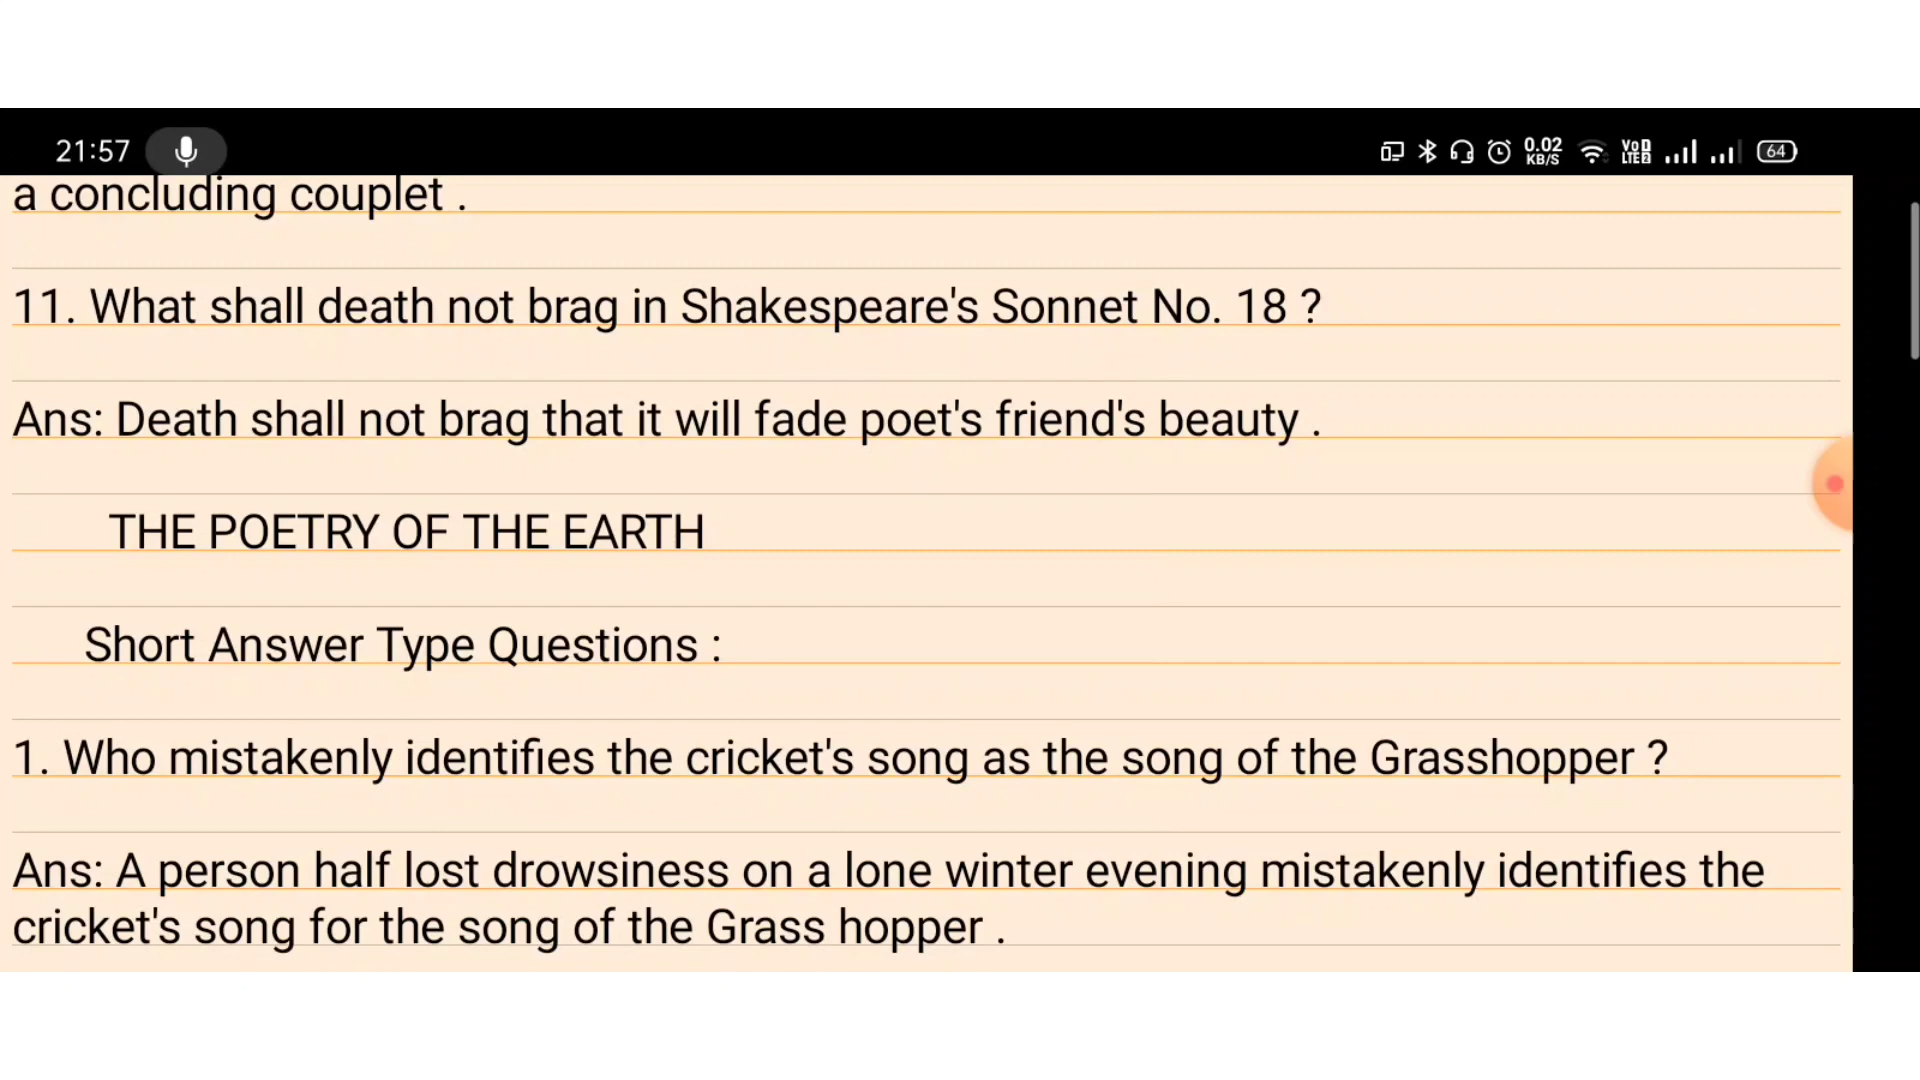 21:57 0.02 KB/S VoD LTE2 64
a concluding couplet .
11. What shall death not brag in Shakespeare's Sonnet No. 18 ?
Ans: Death shall not brag that it will fade poet's friend's beauty .
THE POETRY OF THE EARTH
Short Answer Type Questions :
1. Who mistakenly identifies the cricket's song as the song of the Grasshopper ?
Ans: A person half lost drowsiness on a lone winter evening mistakenly identifies the
cricket's song for the song of the Grass hopper .